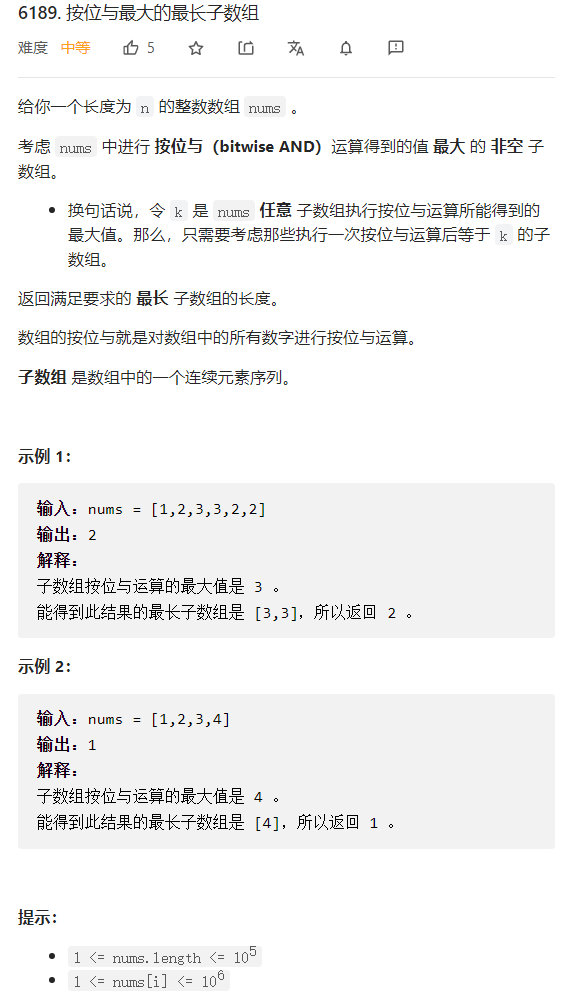 6189. 按位与最大的最长子数组
难度 中等 5
给你一个长度为 n 的整数数组 nums 。
考虑 nums 中进行 按位与（bitwise AND）运算得到的值 最大 的 非空 子
数组。
• 换句话说，令 k 是 nums 任意 子数组执行按位与运算所能得到的
最大值。那么，只需要考虑那些执行一次按位与运算后等于 k 的子
数组。
返回满足要求的 最长 子数组的长度。
数组的按位与就是对数组中的所有数字进行按位与运算。
子数组 是数组中的一个连续元素序列。
示例 1：
输入：nums = [1,2,3,3,2,2]
输出：2
解释：
子数组按位与运算的最大值是 3 。
能得到此结果的最长子数组是 [3,3]，所以返回 2 。
示例 2：
输入：nums = [1,2,3,4]
输出：1
解释：
子数组按位与运算的最大值是 4 。
能得到此结果的最长子数组是 [4]，所以返回 1 。
提示：
• 1 <= nums.length <= 10⁵
• 1 <= nums[i] <= 10⁶